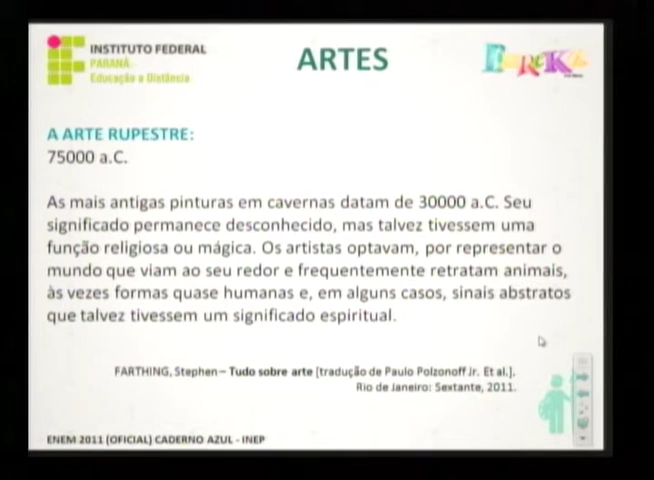 INSTITUTO FEDERAL
PARANÁ
Educação a Distância
ARTES
EUREKA
A ARTE RUPESTRE:
75000 a.C.
As mais antigas pinturas em cavernas datam de 30000 a.C. Seu
significado permanece desconhecido, mas talvez tivessem uma
função religiosa ou mágica. Os artistas optavam, por representar o
mundo que viam ao seu redor e frequentemente retratam animais,
às vezes formas quase humanas e, em alguns casos, sinais abstratos
que talvez tivessem um significado espiritual.
FARTHING, Stephen – Tudo sobre arte [tradução de Paulo Polzonoff Jr. Et al.].
Rio de Janeiro: Sextante, 2011.
ENEM 2011 (OFICIAL) CADERNO AZUL - INEP